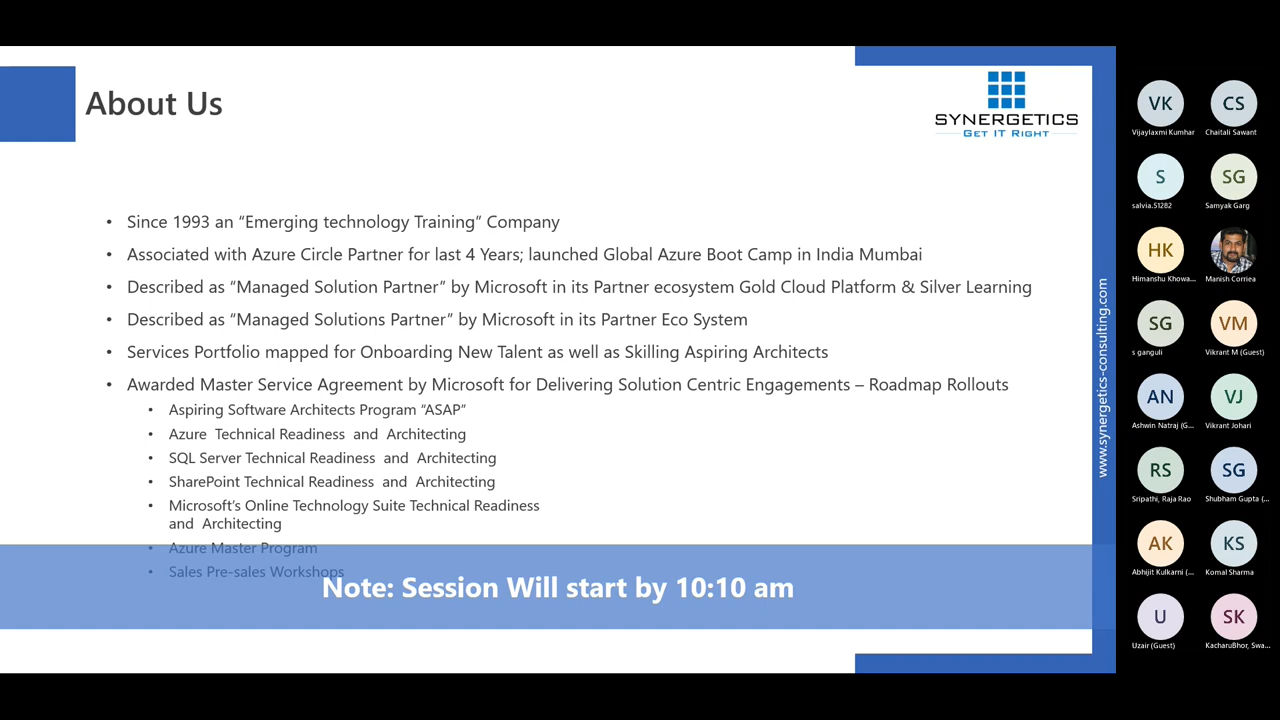 About Us
SYNERGETICS
GET IT RIGHT
• Since 1993 an “Emerging technology Training” Company
• Associated with Azure Circle Partner for last 4 Years; launched Global Azure Boot Camp in India Mumbai
• Described as “Managed Solution Partner” by Microsoft in its Partner ecosystem Gold Cloud Platform & Silver Learning
• Described as “Managed Solutions Partner” by Microsoft in its Partner Eco System
• Services Portfolio mapped for Onboarding New Talent as well as Skilling Aspiring Architects
• Awarded Master Service Agreement by Microsoft for Delivering Solution Centric Engagements – Roadmap Rollouts
• Aspiring Software Architects Program “ASAP”
• Azure Technical Readiness and Architecting
• SQL Server Technical Readiness and Architecting
• SharePoint Technical Readiness and Architecting
• Microsoft’s Online Technology Suite Technical Readiness
and Architecting
• Azure Master Program
• Sales Pre-sales Workshops
Note: Session Will start by 10:10 am
www.synergetics-consulting.com
VK CS
Vijaylaxmi Kumhar Chaitali Sawant
S SG
salvia.S1282 Samyak Garg
HK
Himanshu Khowa... Manish Corriea
SG VM
s ganguli Vikrant M (Guest)
AN VJ
Ashwin Natraj (G... Vikrant Johari
RS SG
Sripathi, Raja Rao Shubham Gupta (...
AK KS
Abhijit Kulkarni (... Komal Sharma
U SK
Uzair (Guest) KacharuBhor, Swa...